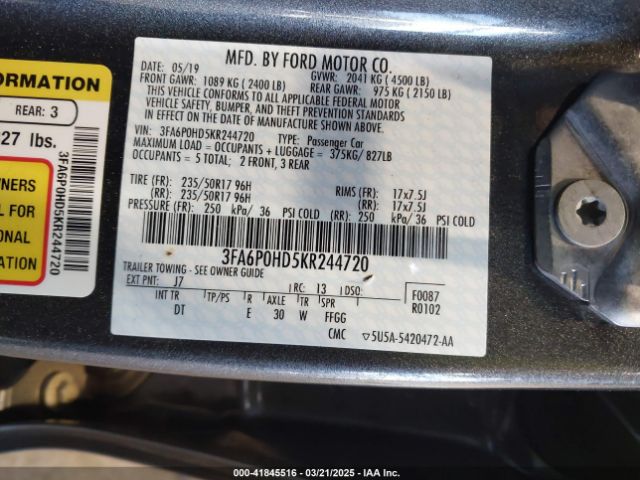 MFD. BY FORD MOTOR CO.
DATE: 05/19 GVWR: 2041 KG ( 4500 LB)
FRONT GAWR: 1089 KG ( 2400 LB) REAR GAWR: 975 KG ( 2150 LB)
THIS VEHICLE CONFORMS TO ALL APPLICABLE FEDERAL MOTOR
VEHICLE SAFETY, BUMPER, AND THEFT PREVENTION STANDARDS
IN EFFECT ON THE DATE OF MANUFACTURE SHOWN ABOVE.
VIN: 3FA6P0HD5KR244720 TYPE: Passenger Car
MAXIMUM LOAD = OCCUPANTS + LUGGAGE = 375KG/ 827LB
OCCUPANTS = 5 TOTAL; 2 FRONT, 3 REAR
TIRE (FR): 235/50R17 96H RIMS (FR): 17x7.5J
(RR): 235/50R17 96H (RR): 17x7.5J
PRESSURE (FR): 250 kPa/ 36 PSI COLD (RR) 250 kPa/ 36 PSI COLD
3FA6P0HD5KR244720
TRAILER TOWING - SEE OWNER GUIDE
EXT PNT: J7 RC: 13 DSO: F0087
INT TR TP/PS R AXLE TR SPR R0102
DT E 30 W FFGG
CMC 5U5A-5420472-AA
ORMATION
REAR: 3
27 lbs.
WNERS
L FOR
ONAL
ATION
3FA6P0HD5KR244720
000-41845516 / 03/21/2025 / IAA Inc.